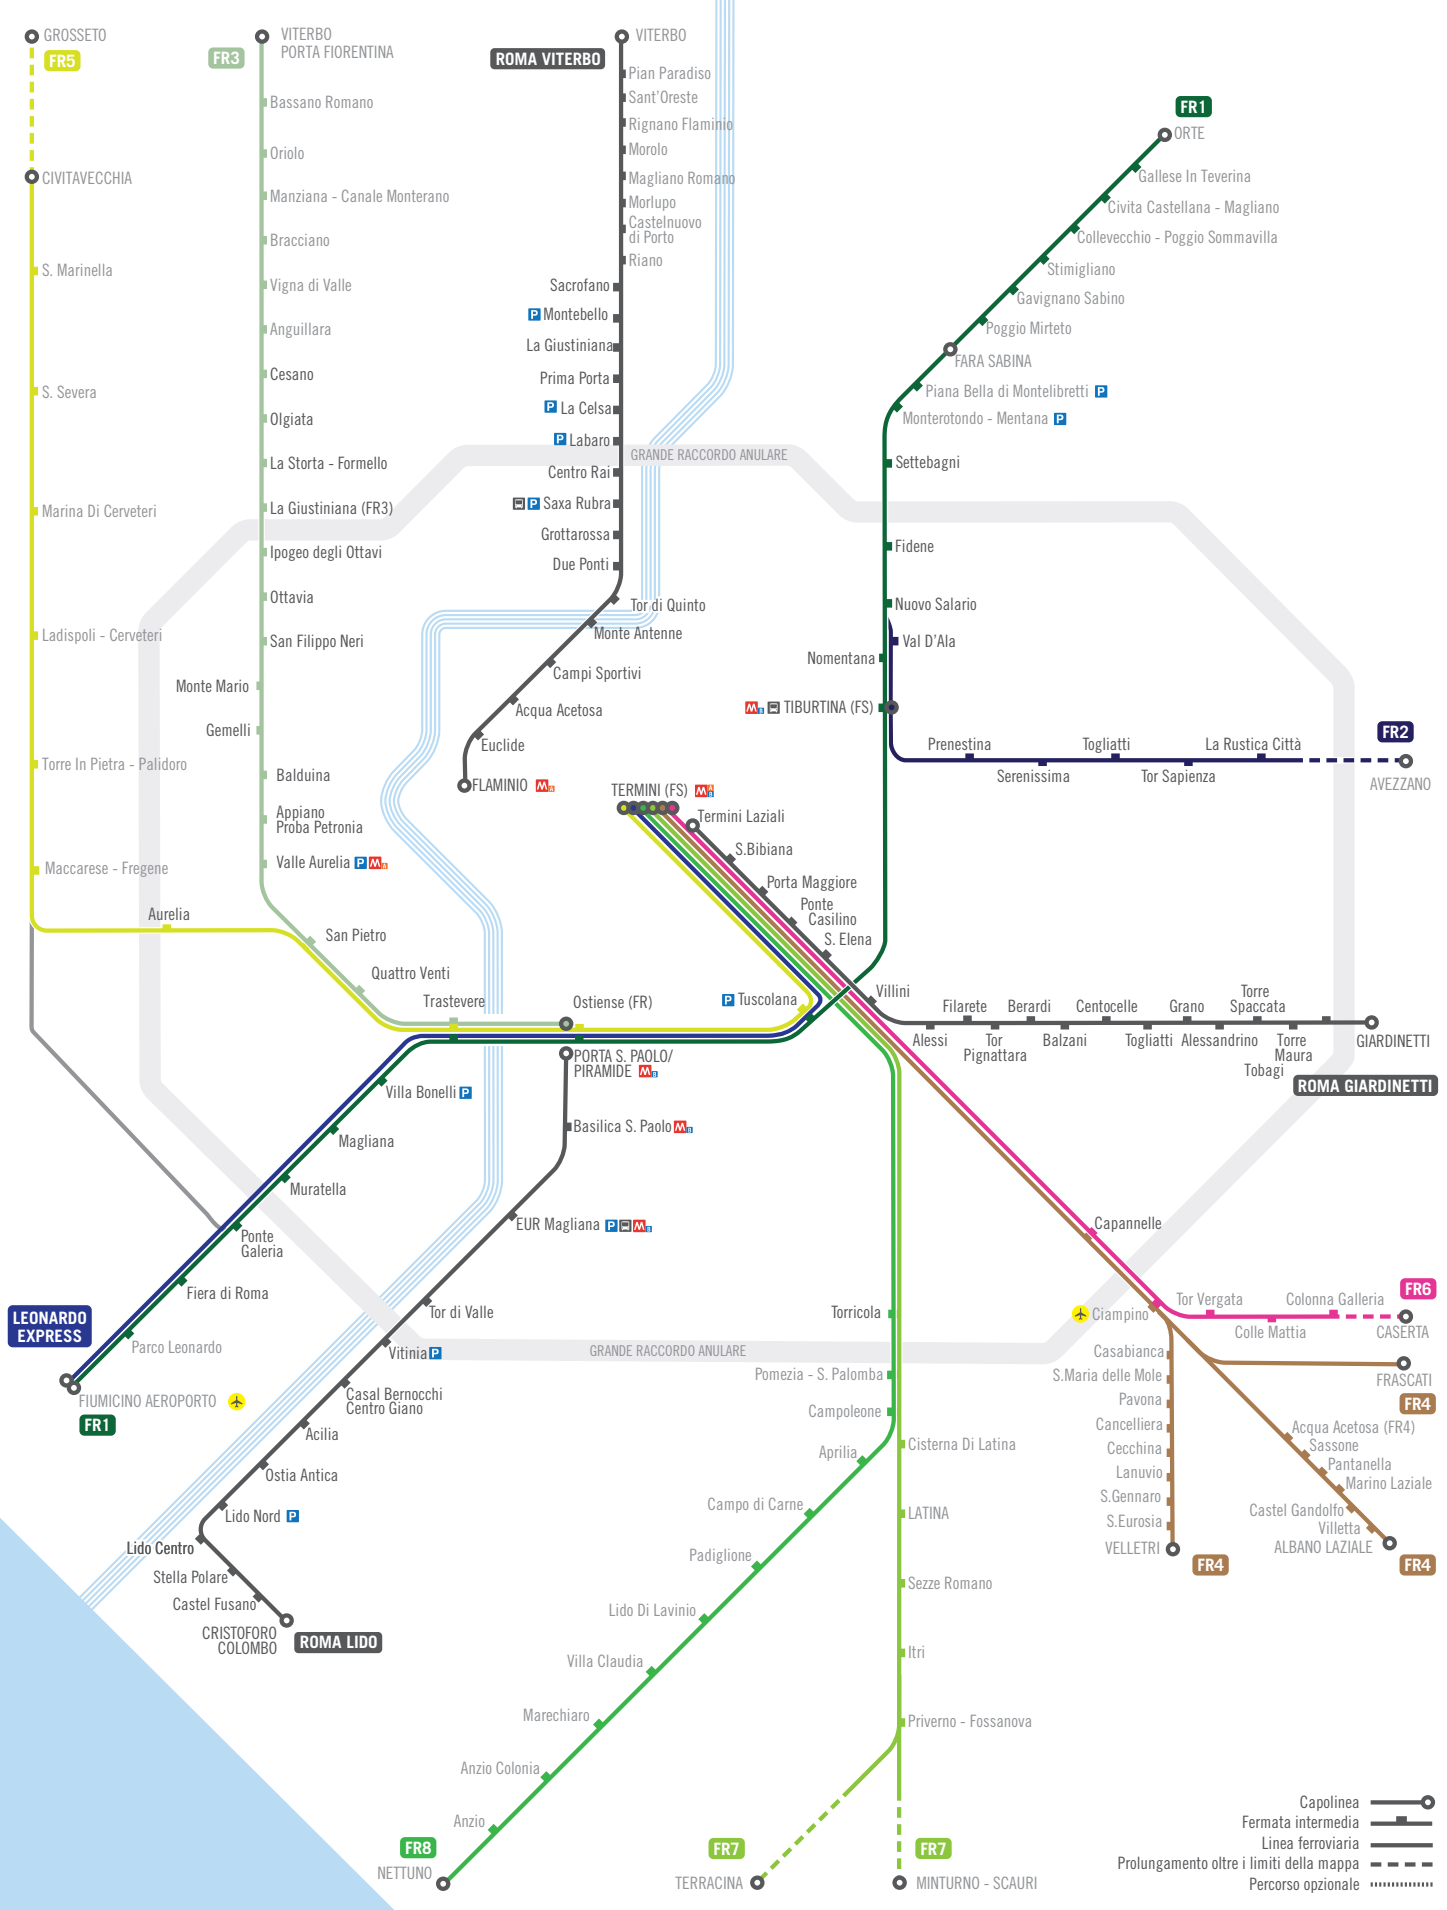 GROSSETO
FR5
CIVITAVECCHIA
S. Marinella
S. Severa
Marina Di Cerveteri
Ladispoli - Cerveteri
Torre In Pietra - Palidoro
Maccarese - Fregene
Aurelia
FR3
VITERBO
PORTA FIORENTINA
Bassano Romano
Oriolo
Manziana - Canale Monterano
Bracciano
Vigna di Valle
Anguillara
Cesano
Olgiata
La Storta - Formello
La Giustiniana (FR3)
Ipogeo degli Ottavi
Ottavia
San Filippo Neri
Monte Mario
Gemelli
Balduina
Appiano
Proba Petronia
Valle Aurelia P M A
San Pietro
Quattro Venti
Trastevere
Ostiense (FR)
ROMA VITERBO
VITERBO
Pian Paradiso
Sant'Oreste
Rignano Flaminio
Morolo
Magliano Romano
Morlupo
Castelnuovo
di Porto
Riano
Sacrofano
P Montebello
La Giustiniana
Prima Porta
P La Celsa
P Labaro
GRANDE RACCORDO ANULARE
Centro Rai
P Saxa Rubra
Grottarossa
Due Ponti
Tor di Quinto
Monte Antenne
Campi Sportivi
Acqua Acetosa
Euclide
FLAMINIO M A
FR1
ORTE
Gallese In Teverina
Civita Castellana - Magliano
Collevecchio - Poggio Sommavilla
Stimigliano
Gavignano Sabino
Poggio Mirteto
FARA SABINA
Piana Bella di Montelibretti P
Monterotondo - Mentana P
Settebagni
Fidene
Nuovo Salario
Val D'Ala
Nomentana
M B TIBURTINA (FS)
FR2
Prenestina
Togliatti
La Rustica Città
Serenissima
Tor Sapienza
AVEZZANO
TERMINI (FS) M A B
Termini Laziali
S.Bibiana
Porta Maggiore
Ponte
Casilino
S. Elena
Villini
P Tuscolana
Filarete
Berardi
Centocelle
Grano
Torre
Spaccata
Alessi
Tor
Pignattara
Balzani
Togliatti
Alessandrino
Torre
Maura
Tobagi
GIARDINETTI
ROMA GIARDINETTI
PORTA S. PAOLO/
PIRAMIDE M B
Basilica S. Paolo M B
EUR Magliana P M B
Tor di Valle
Vitinia P
Casal Bernocchi
Centro Giano
Acilia
Ostia Antica
Lido Nord P
Lido Centro
Stella Polare
Castel Fusano
CRISTOFORO
COLOMBO
ROMA LIDO
Villa Bonelli P
Magliana
Muratella
Ponte
Galeria
Fiera di Roma
Parco Leonardo
LEONARDO
EXPRESS
FIUMICINO AEROPORTO
FR1
GRANDE RACCORDO ANULARE
Capannelle
Ciampino
FR6
Tor Vergata
Colonna Galleria
Colle Mattia
CASERTA
FRASCATI
FR4
Casabianca
S.Maria delle Mole
Pavona
Cancelliera
Cecchina
Lanuvio
S.Gennaro
S.Eurosia
VELLETRI
FR4
Acqua Acetosa (FR4)
Sassone
Pantanella
Marino Laziale
Castel Gandolfo
Villetta
ALBANO LAZIALE
FR4
Torricola
Pomezia - S. Palomba
Campoleone
Aprilia
Campo di Carne
Padiglione
Lido Di Lavinio
Villa Claudia
Marechiaro
Anzio Colonia
Anzio
FR8
NETTUNO
Cisterna Di Latina
LATINA
Sezze Romano
Itri
Priverno - Fossanova
FR7
TERRACINA
FR7
MINTURNO - SCAURI
Capolinea
Fermata intermedia
Linea ferroviaria
Prolungamento oltre i limiti della mappa
Percorso opzionale